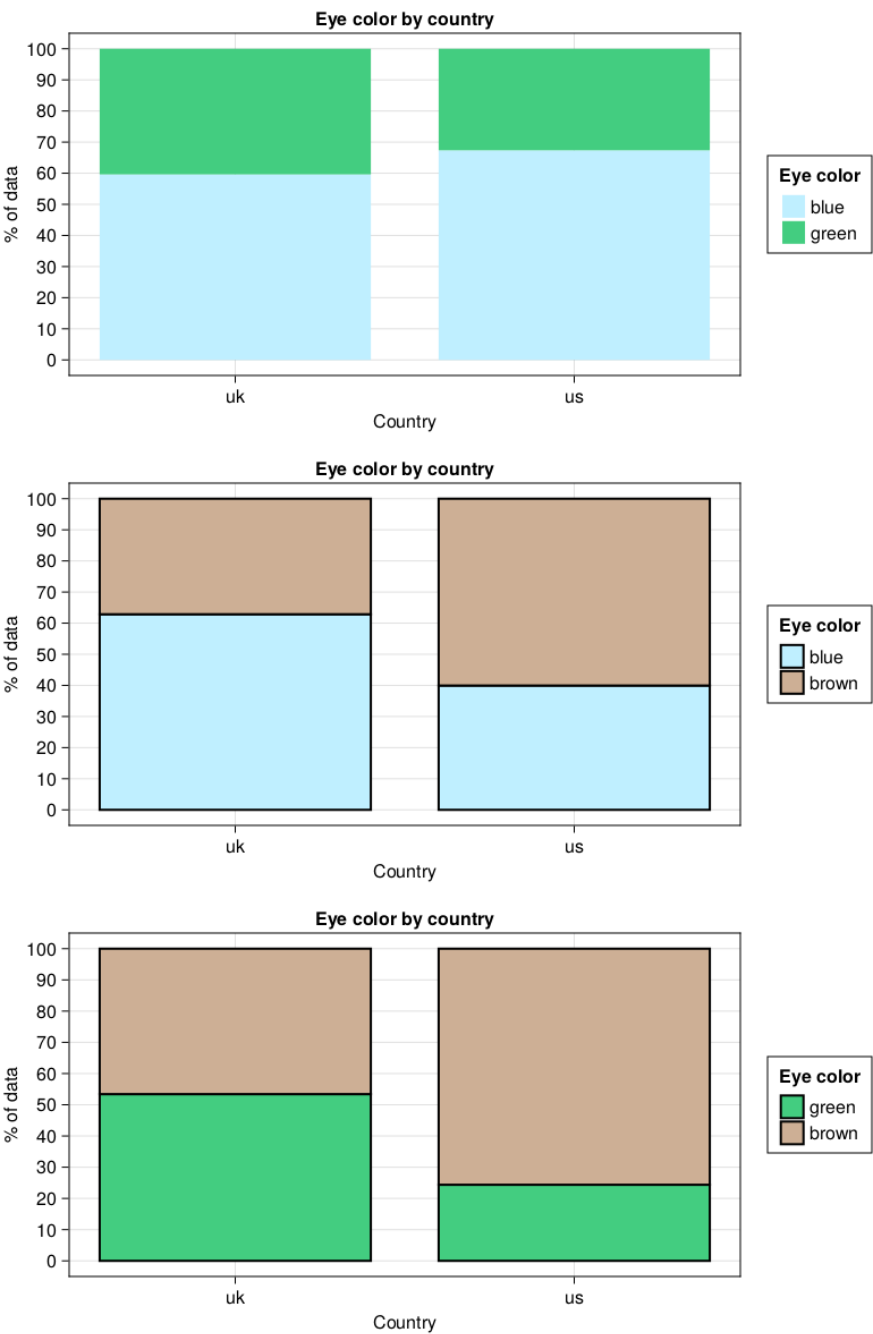 Eye color by country
100
90
80
70
60
50
40
30
20
10
0
% of data
uk
us
Country
Eye color
blue
green
Eye color by country
100
90
80
70
60
50
40
30
20
10
0
% of data
uk
us
Country
Eye color
blue
brown
Eye color by country
100
90
80
70
60
50
40
30
20
10
0
% of data
uk
us
Country
Eye color
green
brown